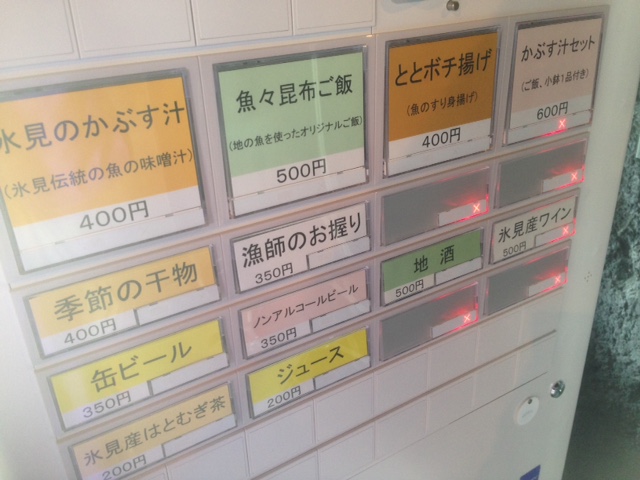 氷見のかぶす汁
(氷見伝統の魚の味噌汁)
400円
魚々昆布ご飯
(地の魚を使ったオリジナルご飯)
500円
ととボチ揚げ
(魚のすり身揚げ)
400円
かぶす汁セット
(ご飯、小鉢1品付き)
600円
季節の干物
400円
漁師のお握り
350円
地酒
500円
氷見産ワイン
500円
缶ビール
350円
ノンアルコールビール
350円
氷見産はとむぎ茶
200円
ジュース
200円